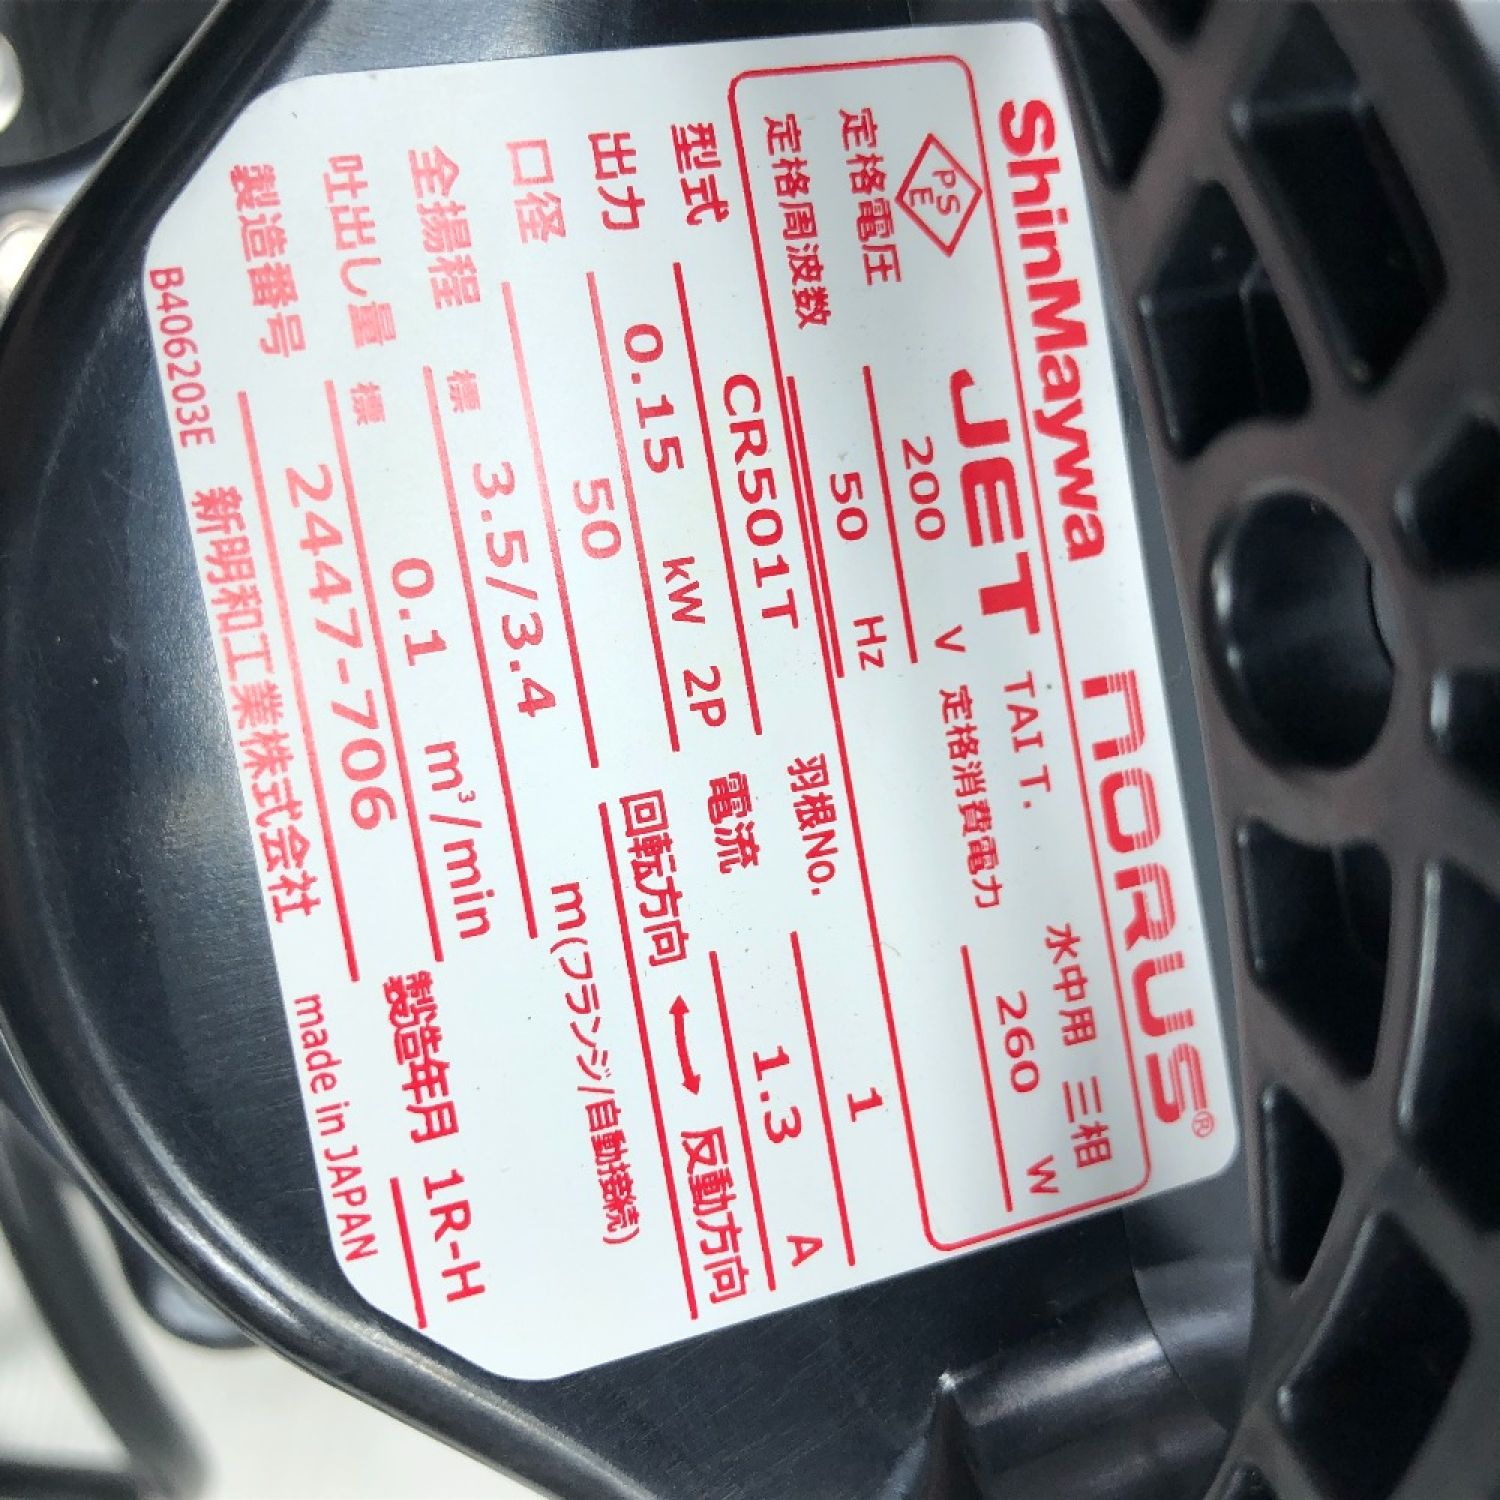 ShinMaywa norus®
PSE JET TAIT. 水中用 三相
定格電圧 200 V 定格消費電力 260 W
定格周波数 50 Hz
型式 CR501T 羽根No. 1
出力 0.15 kW 2P 電流 1.3 A
口径 50 回転方向 反動方向
全揚程 標 3.5/3.4 m(フランジ/自動接続)
吐出し量 標 0.1 m³/min
製造番号 2447-706 製造年月 1R-H
B406203E 新明和工業株式会社 made in JAPAN